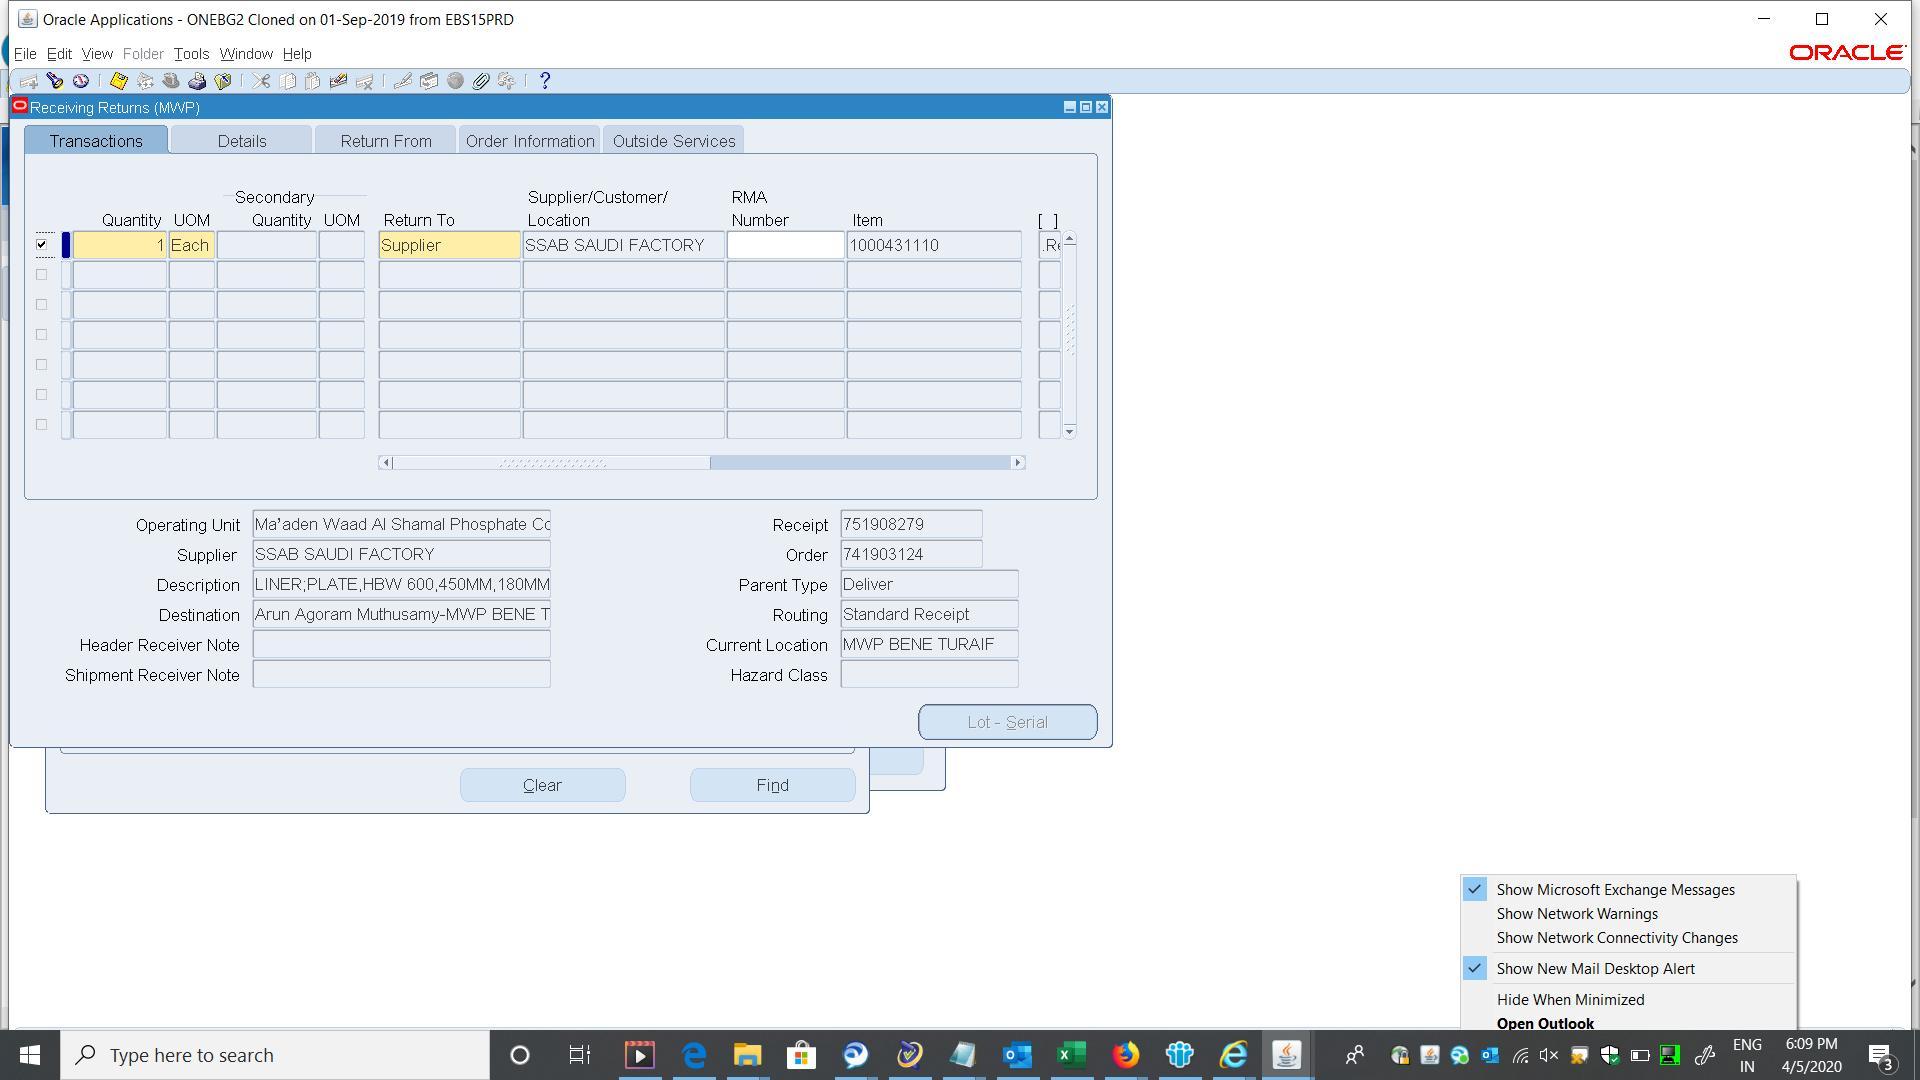 Oracle Applications - ONEBG2 Cloned on 01-Sep-2019 from EBS15PRD
File Edit View Folder Tools Window Help
ORACLE
Receiving Returns (MWP)
Transactions Details Return From Order Information Outside Services
Secondary Supplier/Customer/ RMA
Quantity UOM Quantity UOM Return To Location Number Item [ ]
1 Each Supplier SSAB SAUDI FACTORY 1000431110 .Re
Operating Unit Ma'aden Waad Al Shamal Phosphate Co Receipt 751908279
Supplier SSAB SAUDI FACTORY Order 741903124
Description LINER;PLATE,HBW 600,450MM,180MM Parent Type Deliver
Destination Arun Agoram Muthusamy-MWP BENE T Routing Standard Receipt
Header Receiver Note Current Location MWP BENE TURAIF
Shipment Receiver Note Hazard Class
Lot - Serial
Clear Find
Show Microsoft Exchange Messages
Show Network Warnings
Show Network Connectivity Changes
Show New Mail Desktop Alert
Hide When Minimized
Open Outlook
Type here to search
ENG 6:09 PM
IN 4/5/2020 3